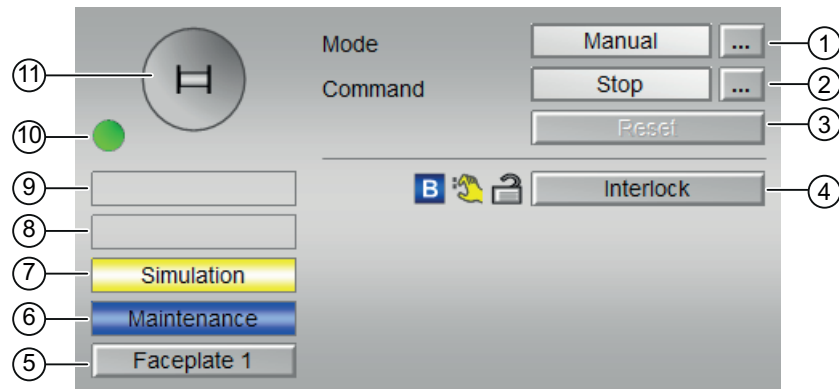 Mode Manual ... 1
Command Stop ... 2
Reset 3
B Interlock 4
11
10
9
8
7 Simulation
6 Maintenance
5 Faceplate 1